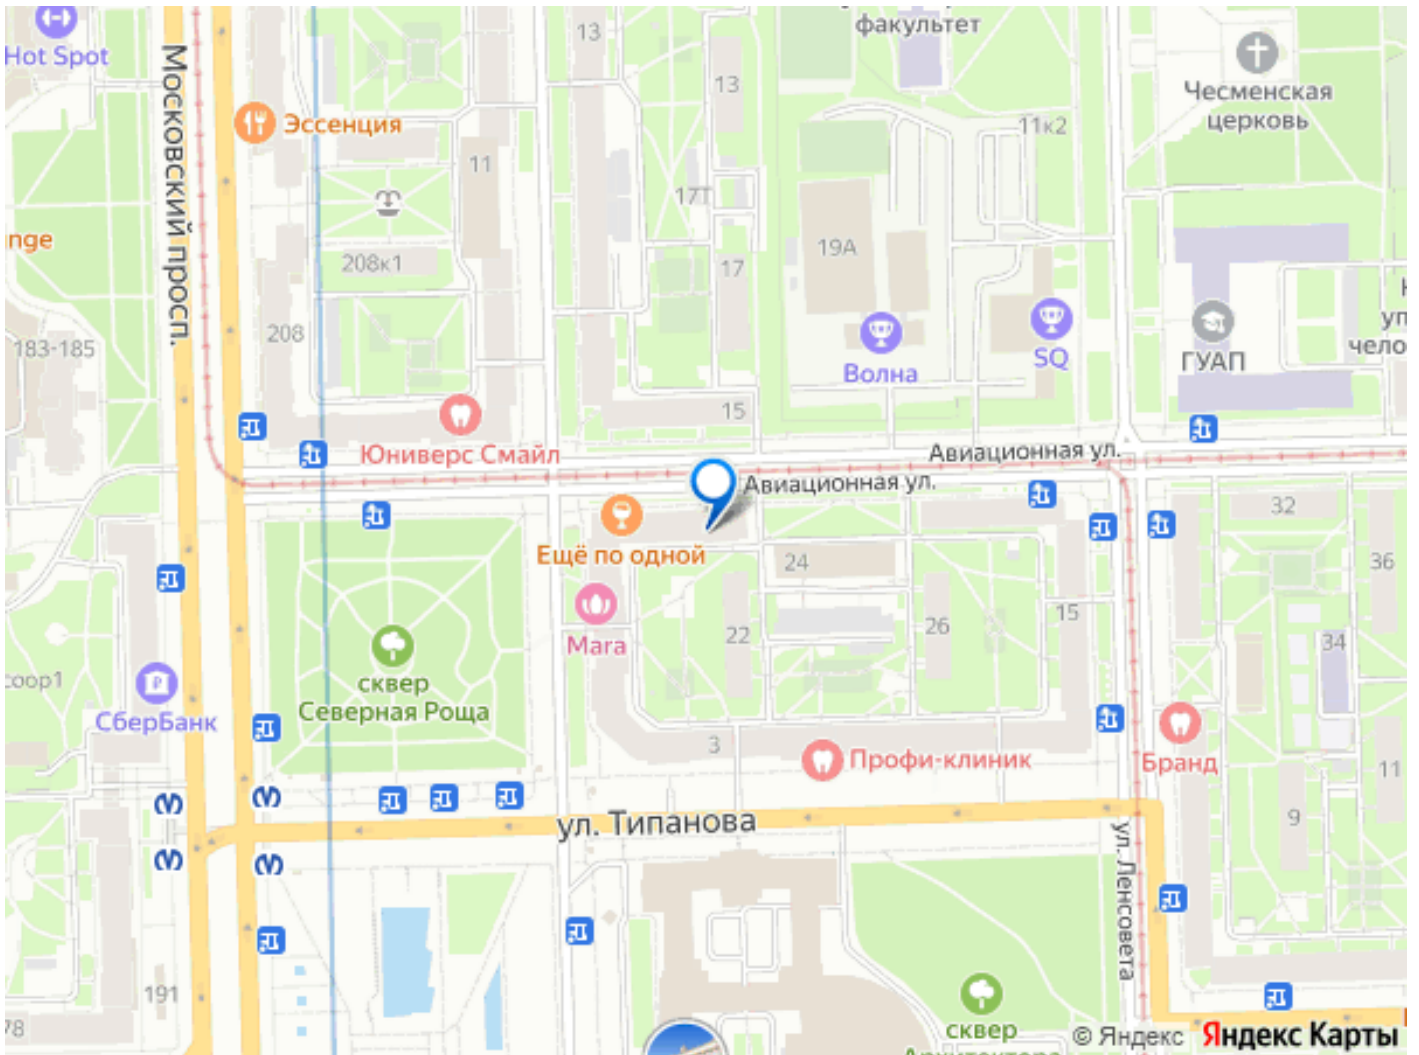 факультет
Hot Spot
Московский просп.
13
13
Чесменская
церковь
Эссенция
11к2
11
17Т
nge
19А
208к1
17
208
183-185
SQ
ГУАП
Волна
15
Юниверс Смайл
Авиационная ул.
Авиационная ул.
32
Ещё по одной
24
36
Mara
22
26
15
34
сквер
Северная Роща
СберБанк
3
Профи-клиник
Бранд
11
ул. Типанова
9
ул. Ленсовета
191
78
сквер
© Яндекс Яндекс Карты